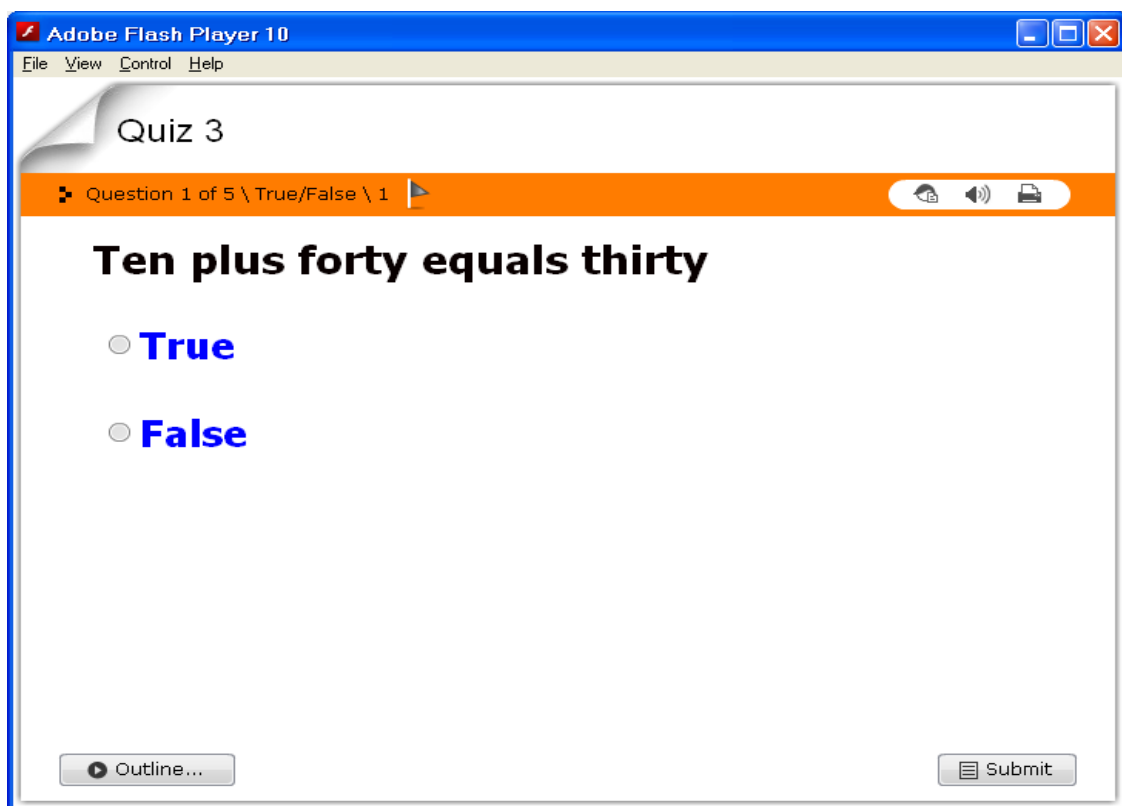 Adobe Flash Player 10
File View Control Help
Quiz 3
Question 1 of 5 \ True/False \ 1
Ten plus forty equals thirty
True
False
Outline... Submit